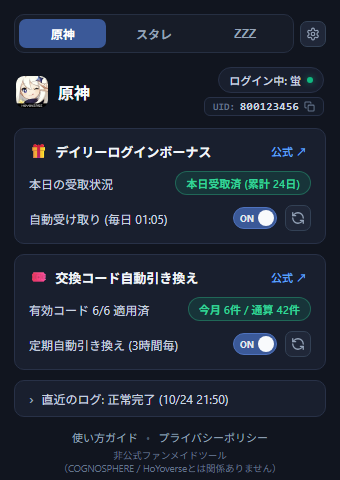 原神
スタレ
ZZZ
ログイン中: 蛍
原神
UID: 800123456
デイリーログインボーナス
公式 ↗
本日の受取状況
本日受取済 (累計 24日)
自動受け取り (毎日 01:05)
ON
交換コード自動引き換え
公式 ↗
有効コード 6/6 適用済
今月 6件 / 通算 42件
定期自動引き換え (3時間毎)
ON
› 直近のログ: 正常完了 (10/24 21:50)
使い方ガイド • プライバシーポリシー
非公式ファンメイドツール
(COGNOSPHERE / HoYoverseとは関係ありません)